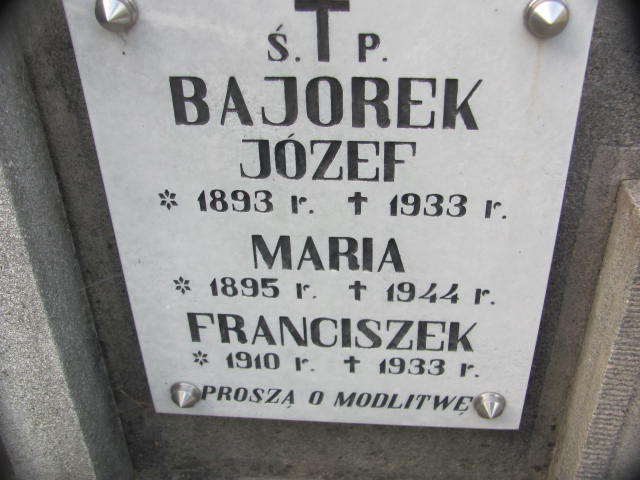 Ś. P.
BAJOREK
JÓZEF
* 1893 r. † 1933 r.
MARIA
* 1895 r. † 1944 r.
FRANCISZEK
* 1910 r. † 1933 r.
PROSZĄ O MODLITWĘ